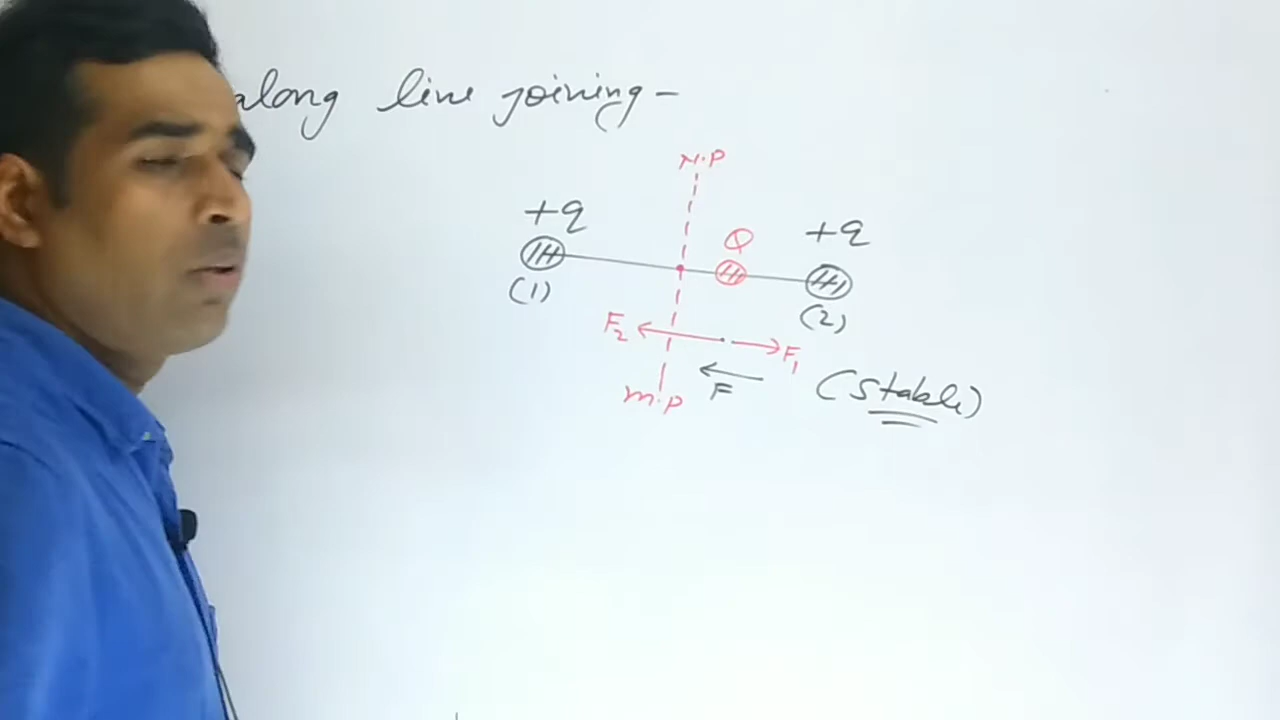 along line joining -
N.P
+q
Q
+q
(1)
(2)
F2
F1
F
m.p
(stable)